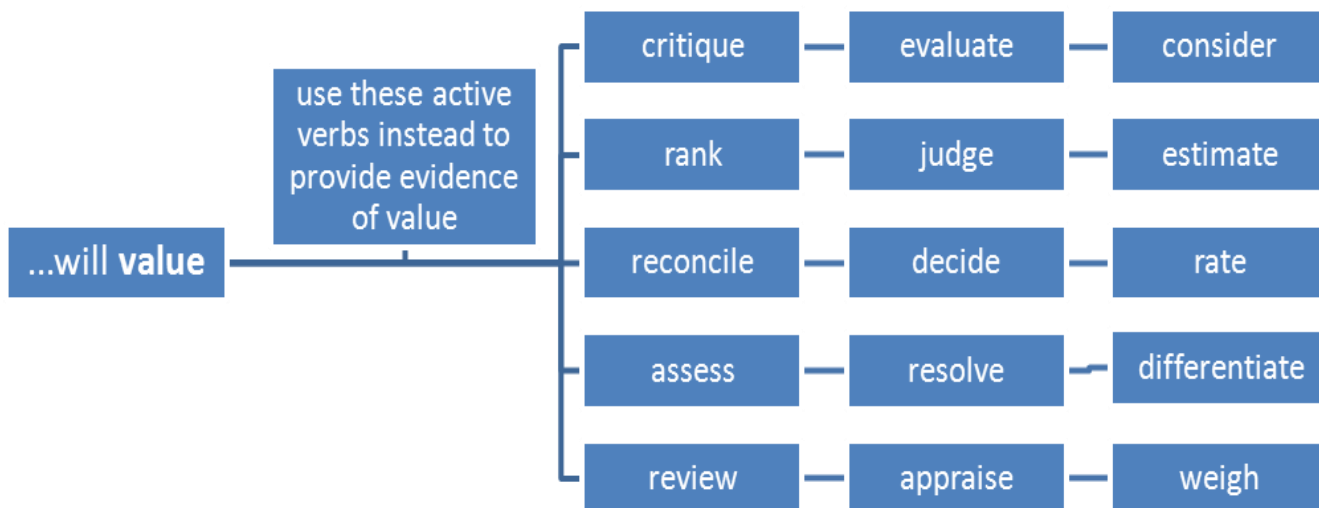 ...will value
use these active
verbs instead to
provide evidence
of value
critique
evaluate
consider
rank
judge
estimate
reconcile
decide
rate
assess
resolve
differentiate
review
appraise
weigh